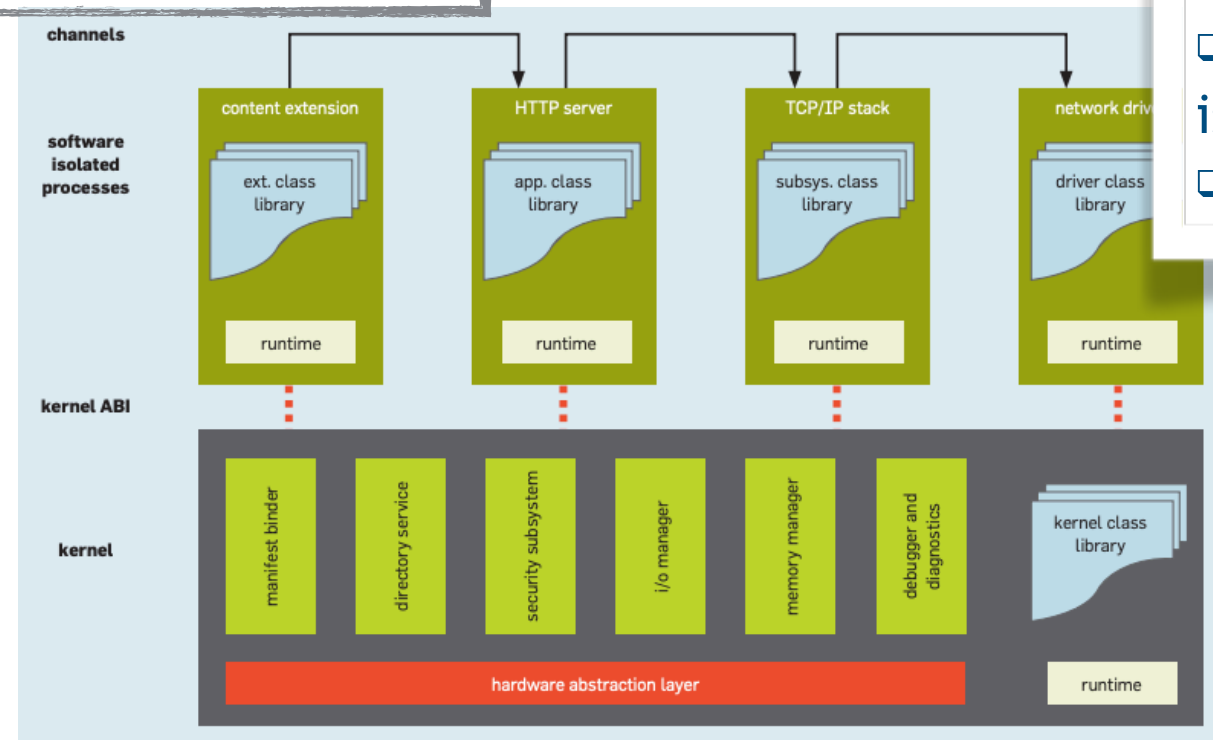 channels
content extension
HTTP server
TCP/IP stack
network
software
isolated
processes
ext. class
library
app. class
library
subsys. class
library
driver class
library
runtime
runtime
runtime
runtime
kernel ABI
kernel
manifest binder
directory service
security subsystem
i/o manager
memory manager
debugger and
diagnostics
kernel class
library
hardware abstraction layer
runtime